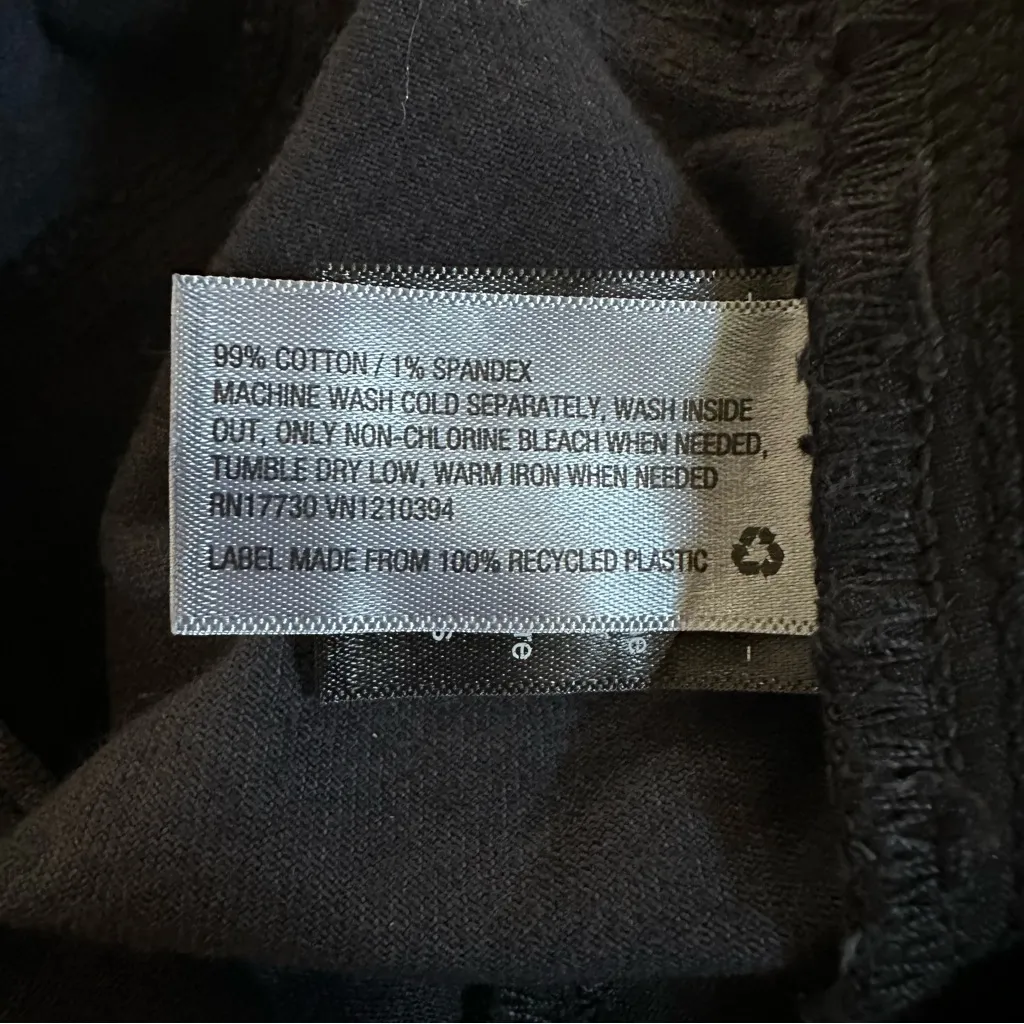 99% COTTON / 1% SPANDEX
MACHINE WASH COLD SEPARATELY, WASH INSIDE
OUT, ONLY NON-CHLORINE BLEACH WHEN NEEDED,
TUMBLE DRY LOW, WARM IRON WHEN NEEDED
RN17730 VN1210394
LABEL MADE FROM 100% RECYCLED PLASTIC
re
e